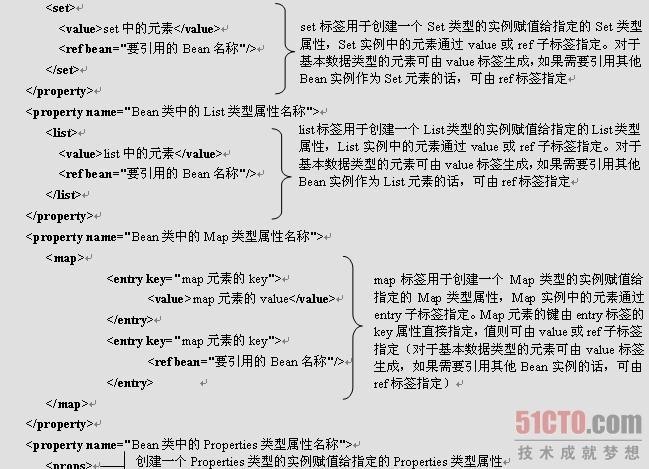 <set>
<value>set 中的元素</value>
<ref bean="要引用的 Bean 名称"/>
</set>
</property>
set 标签用于创建一个 Set 类型的实例赋值给指定的 Set 类型
属性，Set 实例中的元素通过 value 或 ref 子标签指定。对于
基本数据类型的元素可由 value 标签生成，如果需要引用其他
Bean 实例作为 Set 元素的话，可由 ref 标签指定
<property name="Bean 类中的 List 类型属性名称">
<list>
<value>list 中的元素</value>
<ref bean="要引用的 Bean 名称"/>
</list>
</property>
list 标签用于创建一个 List 类型的实例赋值给指定的 List 类型
属性，List 实例中的元素通过 value 或 ref 子标签指定。对于
基本数据类型的元素可由 value 标签生成，如果需要引用其他
Bean 实例作为 List 元素的话，可由 ref 标签指定
<property name="Bean 类中的 Map 类型属性名称">
<map>
<entry key="map 元素的 key">
<value>map 元素的 value</value>
</entry>
<entry key="map 元素的 key">
<ref bean="要引用的 Bean 名称"/>
</entry>
</map>
</property>
map 标签用于创建一个 Map 类型的实例赋值给
指定的 Map 类型属性，Map 实例中的元素通过
entry 子标签指定。Map 元素的键由 entry 标签的
key 属性直接指定，值则可由 value 或 ref 子标签
指定（对于基本数据类型的元素可由 value 标签
生成，如果需要引用其他 Bean 实例的话，可由
ref 标签指定）
<property name="Bean 类中的 Properties 类型属性名称">
<props>
创建一个 Properties 类型的实例赋值给指定的 Properties 类型属性
51CTO.com
技术成就梦想